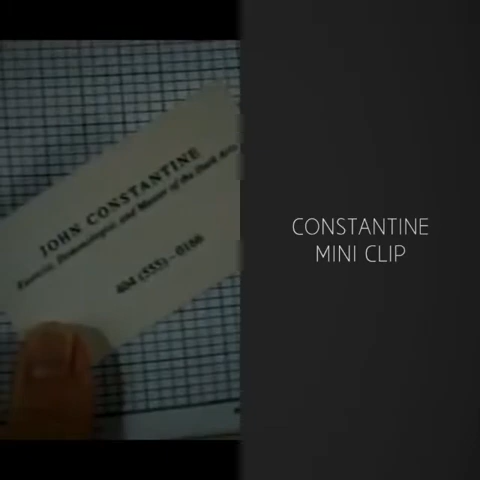 JOHN CONSTANTINE
Exorcist, Demonologist, and Master of the Dark Arts
404 (555) - 0166
CONSTANTINE
MINI CLIP